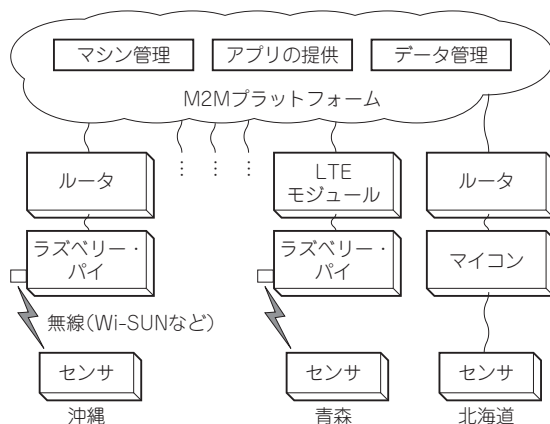 マシン管理 アプリの提供 データ管理
M2Mプラットフォーム
… … …
ルータ
LTE
モジュール
ルータ
ラズベリー・
パイ
ラズベリー・
パイ
マイコン
無線(Wi-SUNなど)
センサ センサ センサ
沖縄 青森 北海道